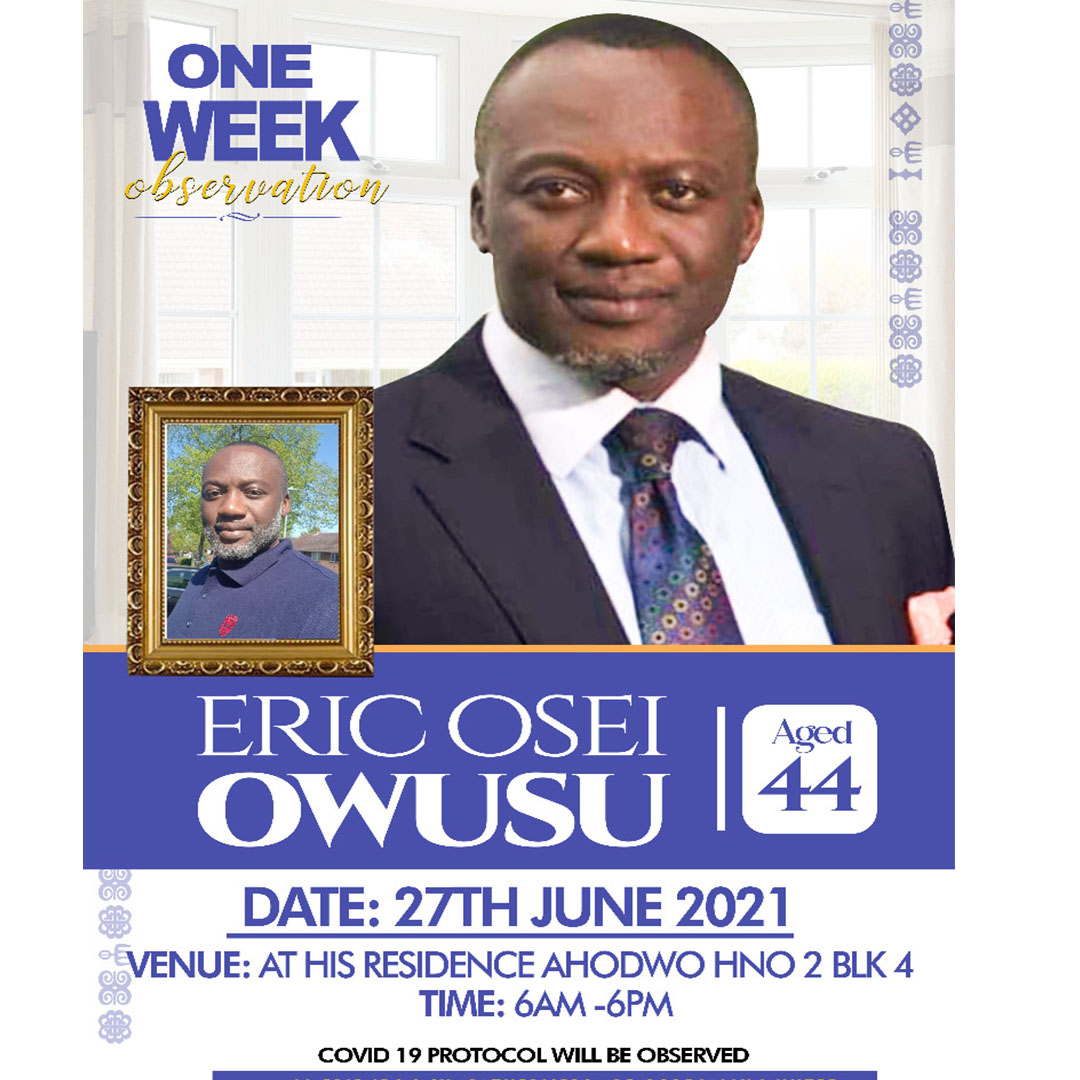 ONE
WEEK
observation
ERIC OSEI
OWUSU
Aged
44
DATE: 27TH JUNE 2021
VENUE: AT HIS RESIDENCE AHODWO HNO 2 BLK 4
TIME: 6AM -6PM
COVID 19 PROTOCOL WILL BE OBSERVED